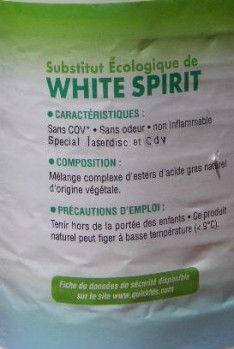 Substitut Écologique de
WHITE SPIRIT
• CARACTÉRISTIQUES :
Sans COV* • Sans odeur • non inflammable
Special laserdisc et Cdv
• COMPOSITION :
Mélange complexe d'esters d'acide gras naturel
d'origine végétale.
• PRÉCAUTIONS D'EMPLOI :
Tenir hors de la portée des enfants • Ce produit
naturel peut figer à basse température (< 9°C).
Fiche de données de sécurité disponible
sur le site www.quickfds.com